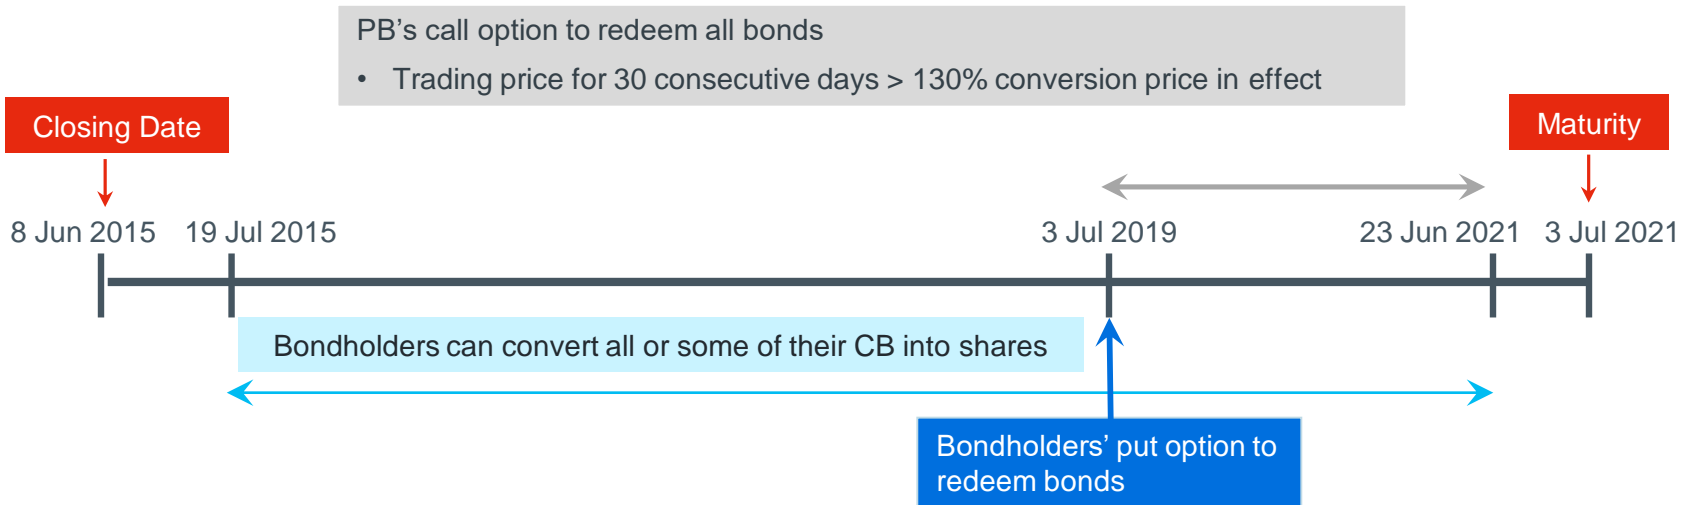 PB’s call option to redeem all bonds
• Trading price for 30 consecutive days > 130% conversion price in effect
Closing Date
Maturity
8 Jun 2015 19 Jul 2015 3 Jul 2019 23 Jun 2021 3 Jul 2021
Bondholders can convert all or some of their CB into shares
Bondholders’ put option to
redeem bonds